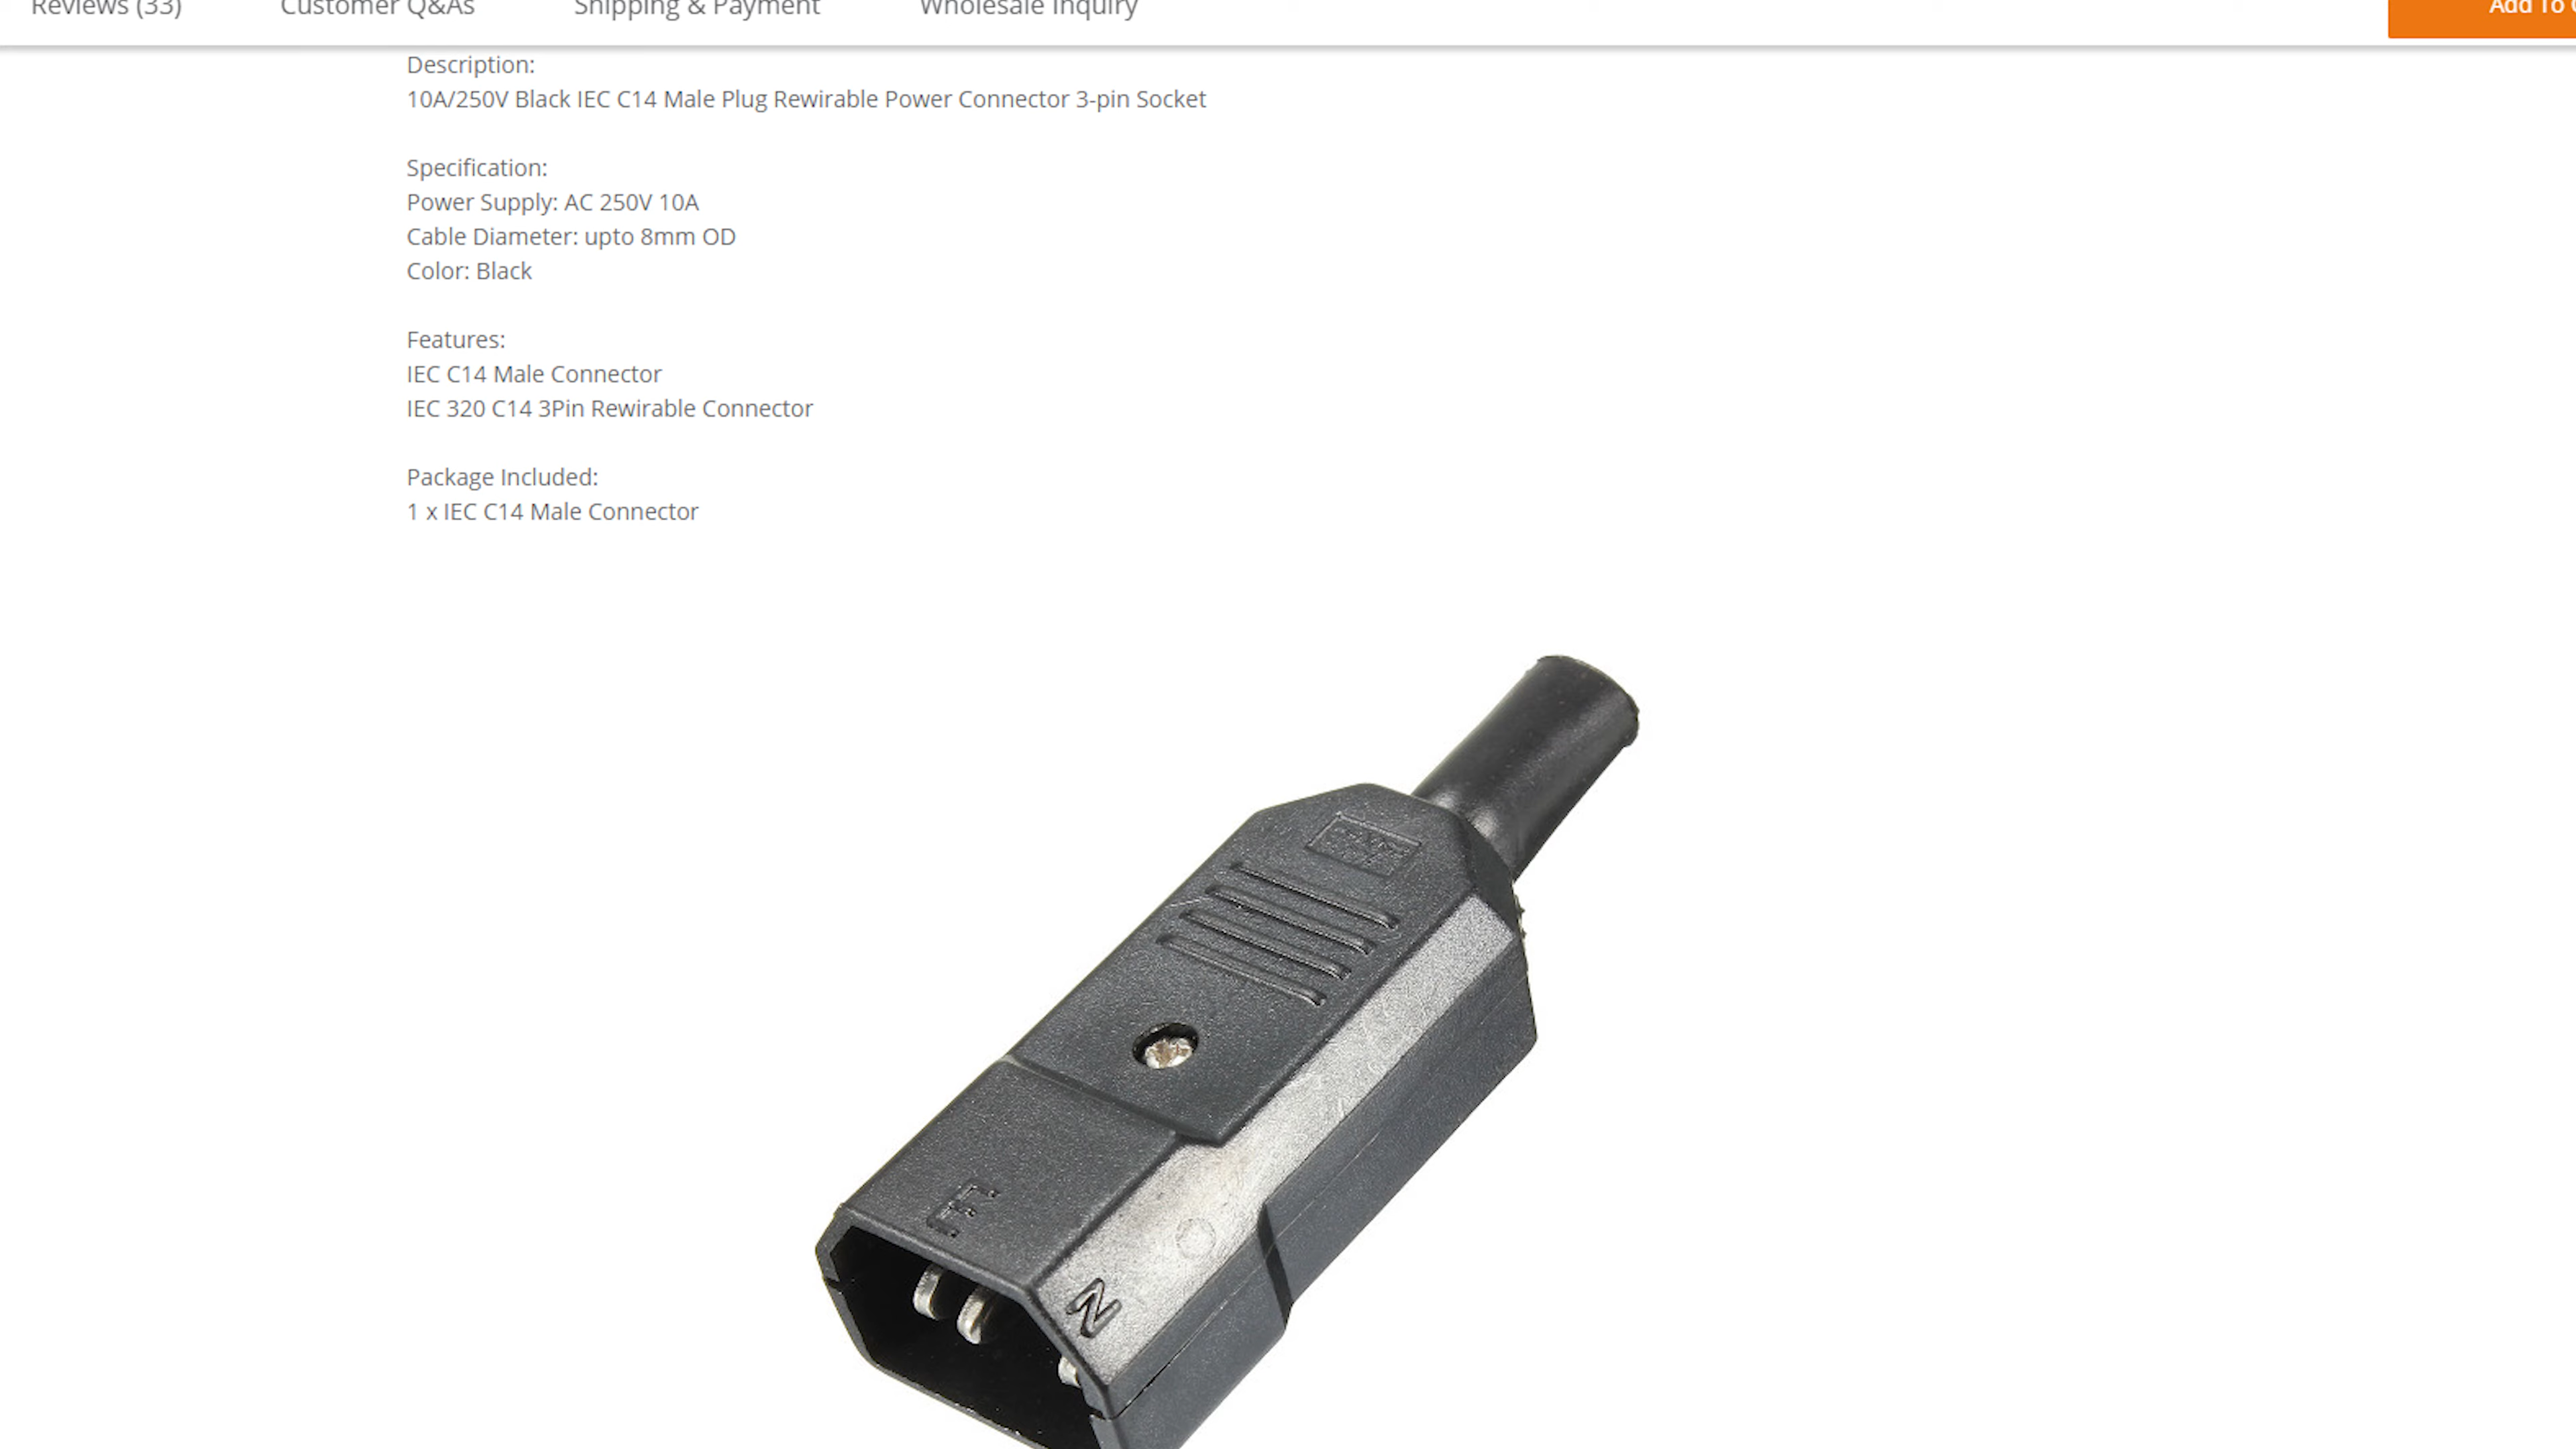 Reviews (33) Customer Q&As Shipping & Payment Wholesale Inquiry Add To
Description:
10A/250V Black IEC C14 Male Plug Rewirable Power Connector 3-pin Socket
Specification:
Power Supply: AC 250V 10A
Cable Diameter: upto 8mm OD
Color: Black
Features:
IEC C14 Male Connector
IEC 320 C14 3Pin Rewirable Connector
Package Included:
1 x IEC C14 Male Connector
E
N